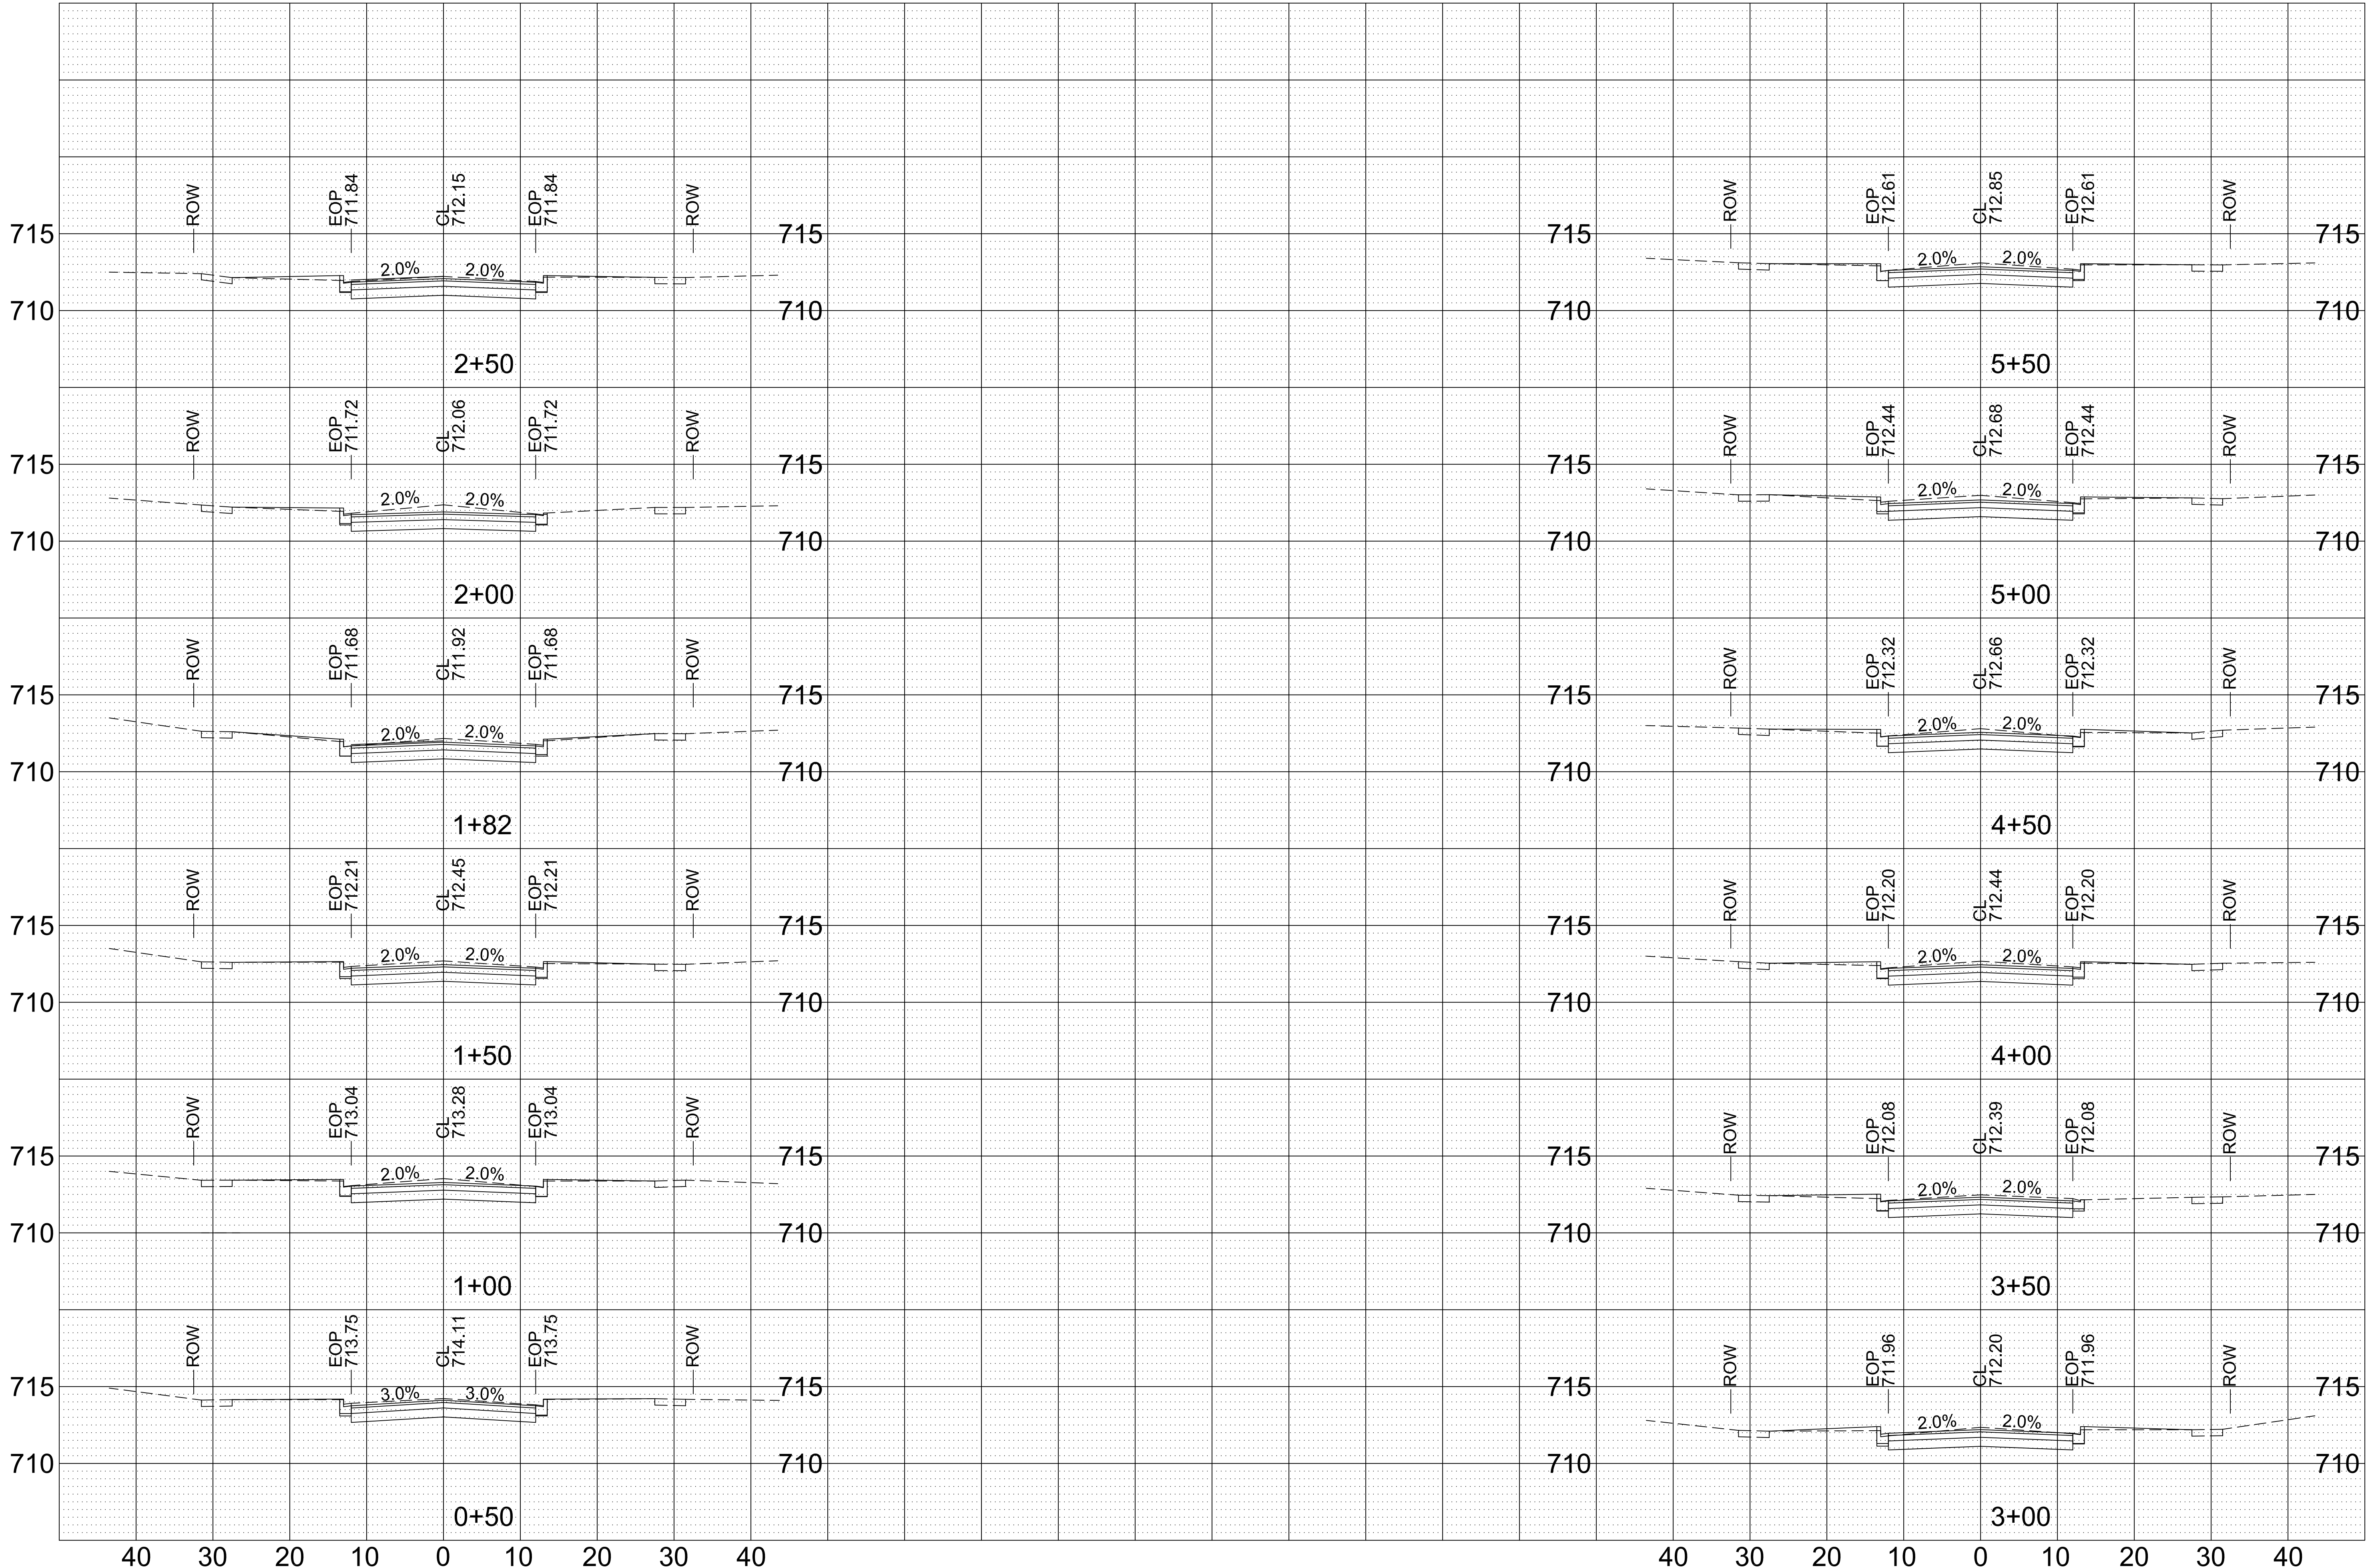 ROW
EOP
711.84
CL
712.15
EOP
711.84
ROW
715
715
2.0%
2.0%
710
710
2+50
ROW
EOP
711.72
CL
712.06
EOP
711.72
ROW
715
715
2.0%
2.0%
710
710
2+00
ROW
EOP
711.68
CL
711.92
EOP
711.68
ROW
715
715
2.0%
2.0%
710
710
1+82
ROW
EOP
712.21
CL
712.45
EOP
712.21
ROW
715
715
2.0%
2.0%
710
710
1+50
ROW
EOP
713.04
CL
713.28
EOP
713.04
ROW
715
715
2.0%
2.0%
710
710
1+00
ROW
EOP
713.75
CL
714.11
EOP
713.75
ROW
715
715
3.0%
3.0%
710
710
0+50
40 30 20 10 0 10 20 30 40
ROW
EOP
712.61
CL
712.85
EOP
712.61
ROW
715
715
2.0%
2.0%
710
710
5+50
ROW
EOP
712.44
CL
712.68
EOP
712.44
ROW
715
715
2.0%
2.0%
710
710
5+00
ROW
EOP
712.32
CL
712.66
EOP
712.32
ROW
715
715
2.0%
2.0%
710
710
4+50
ROW
EOP
712.20
CL
712.44
EOP
712.20
ROW
715
715
2.0%
2.0%
710
710
4+00
ROW
EOP
712.08
CL
712.39
EOP
712.08
ROW
715
715
2.0%
2.0%
710
710
3+50
ROW
EOP
711.96
CL
712.20
EOP
711.96
ROW
715
715
2.0%
2.0%
710
710
3+00
40 30 20 10 0 10 20 30 40